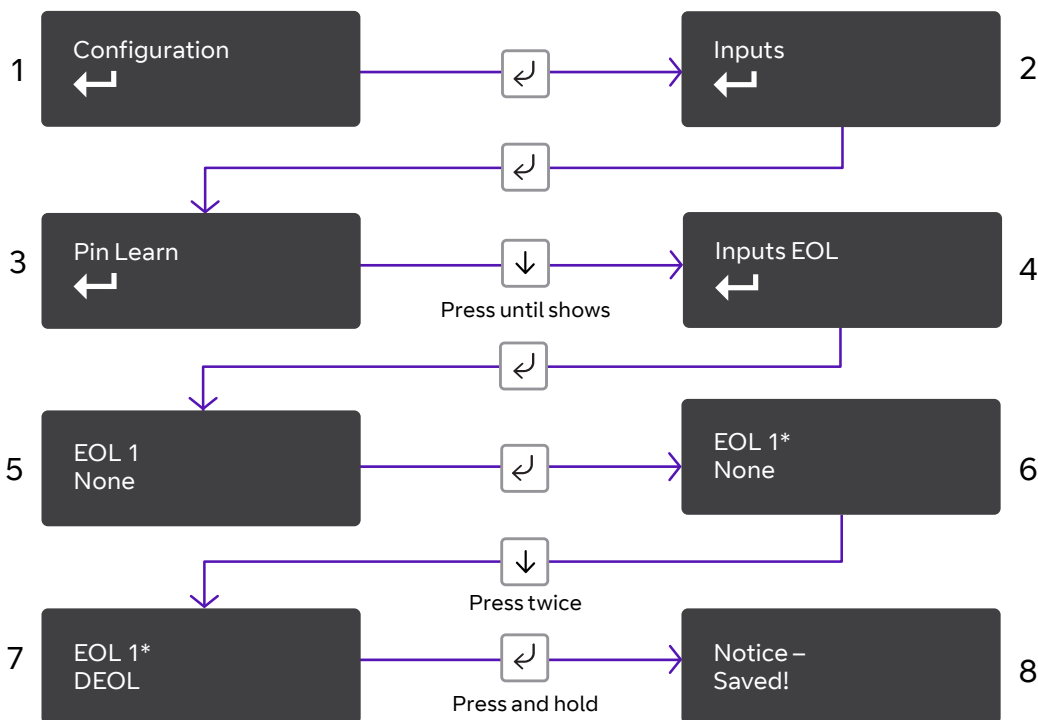 1
Configuration
Inputs
2
3
Pin Learn
Press until shows
Inputs EOL
4
5
EOL 1
None
EOL 1*
None
6
Press twice
7
EOL 1*
DEOL
Press and hold
Notice –
Saved!
8